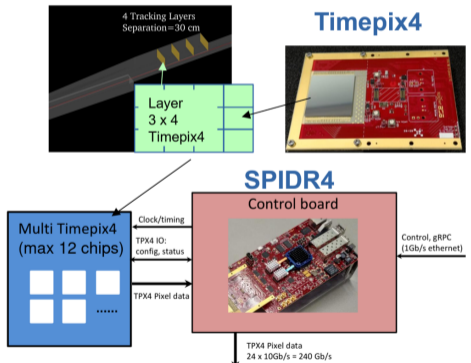 4 Tracking Layers
Separation=30 cm
Timepix4
Layer
3 x 4
Timepix4
SPIDR4
Control board
Multi Timepix4
(max 12 chips)
......
Clock/timing
TPX4 IO:
config, status
TPX4 Pixel data
Control, gRPC
(1Gb/s ethernet)
TPX4 Pixel data
24 x 10Gb/s = 240 Gb/s